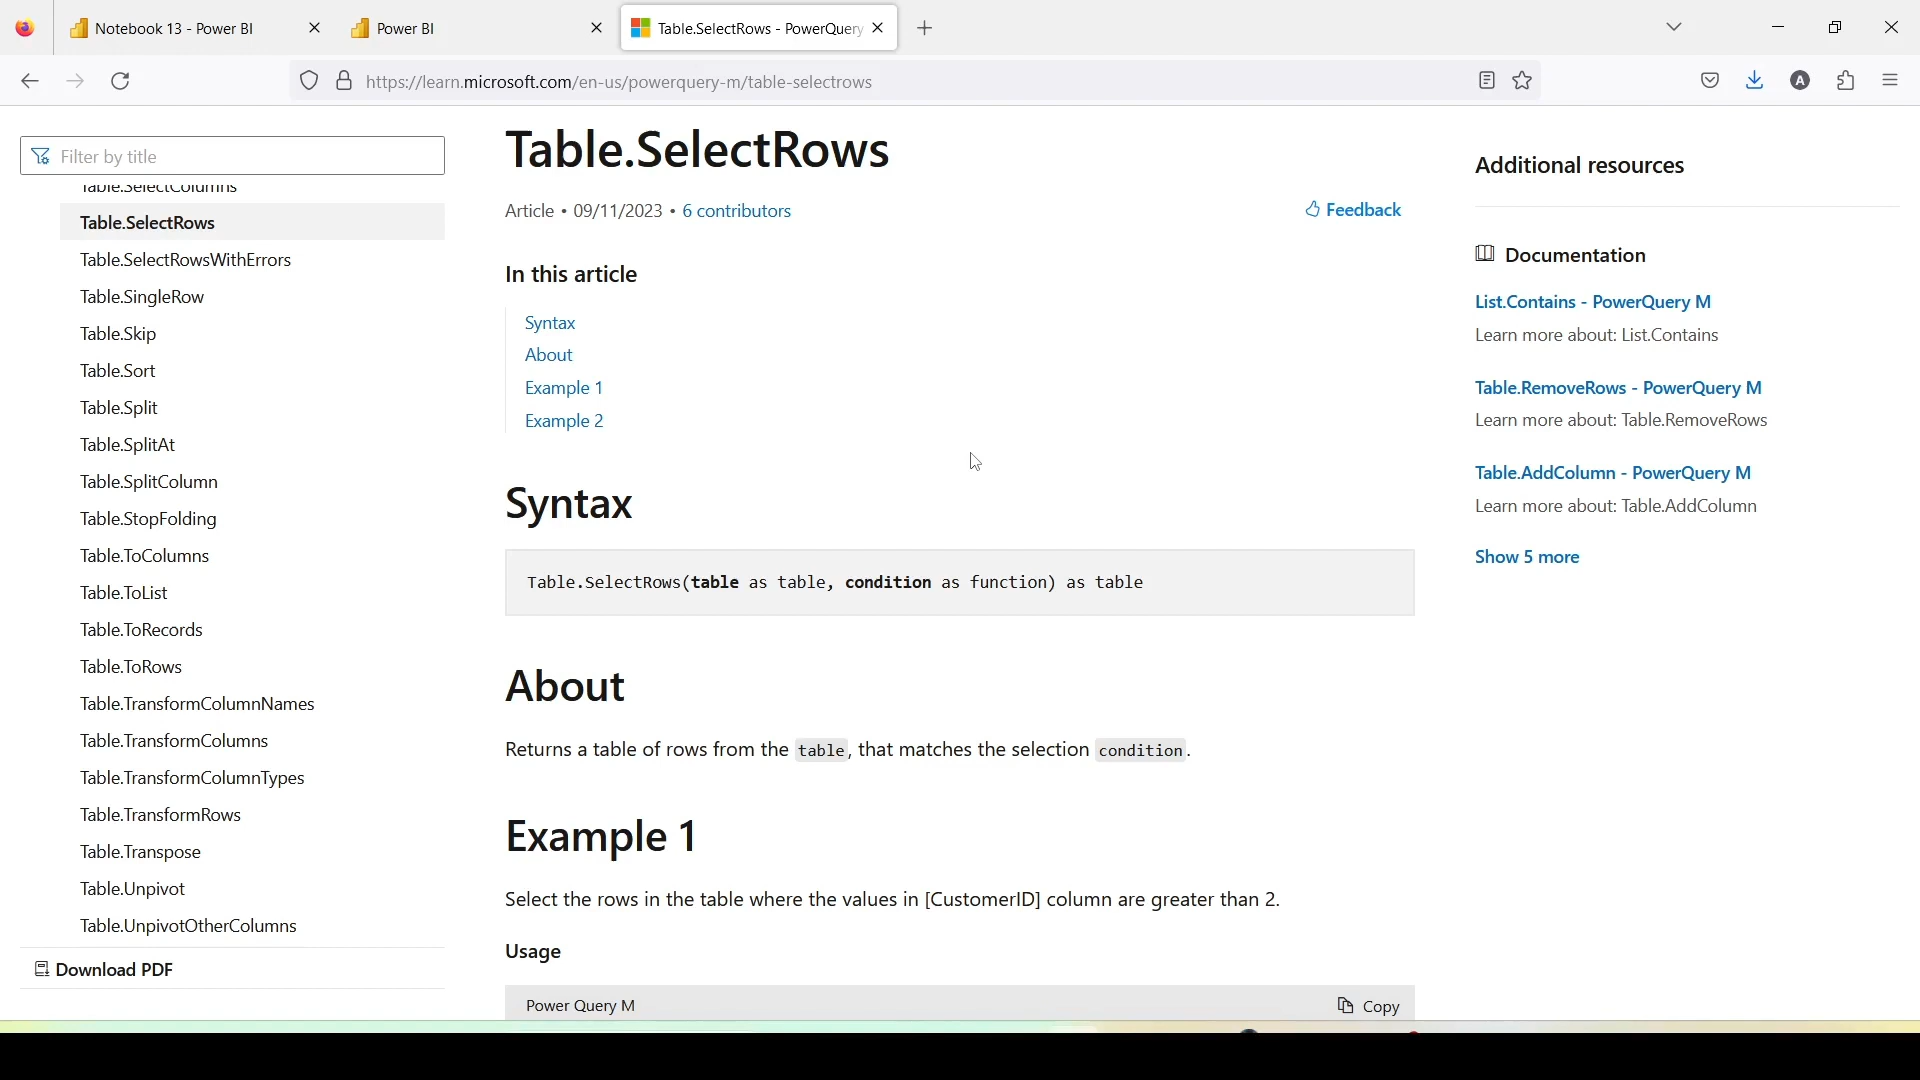 Notebook 13 - Power BI
Power BI
Table.SelectRows - PowerQuery
https://learn.microsoft.com/en-us/powerquery-m/table-selectrows
A
Filter by title
Table.SelectColumns
Table.SelectRows
Table.SelectRowsWithErrors
Table.SingleRow
Table.Skip
Table.Sort
Table.Split
Table.SplitAt
Table.SplitColumn
Table.StopFolding
Table.ToColumns
Table.ToList
Table.ToRecords
Table.ToRows
Table.TransformColumnNames
Table.TransformColumns
Table.TransformColumnTypes
Table.TransformRows
Table.Transpose
Table.Unpivot
Table.UnpivotOtherColumns
Download PDF
Table.SelectRows
Article • 09/11/2023 • 6 contributors
Feedback
In this article
Syntax
About
Example 1
Example 2
Syntax
Table.SelectRows(table as table, condition as function) as table
About
Returns a table of rows from the table, that matches the selection condition.
Example 1
Select the rows in the table where the values in [CustomerID] column are greater than 2.
Usage
Power Query M
Copy
Additional resources
Documentation
List.Contains - PowerQuery M
Learn more about: List.Contains
Table.RemoveRows - PowerQuery M
Learn more about: Table.RemoveRows
Table.AddColumn - PowerQuery M
Learn more about: Table.AddColumn
Show 5 more